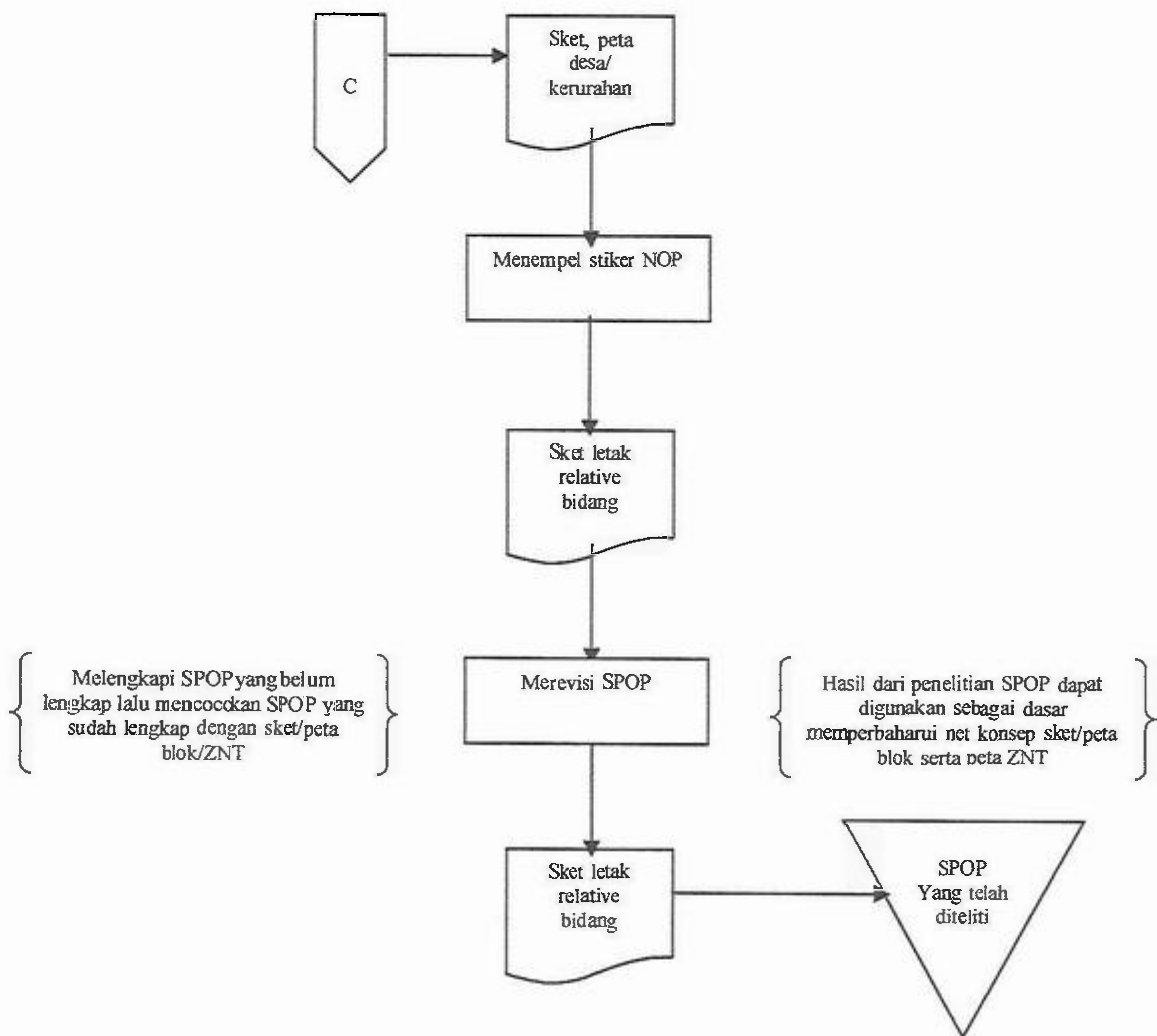 C
Sket, peta
desa/
kerurahan
Menempel stiker NOP
Sket letak
relative
bidang
Melengkapi SPOP yang belum
lengkap lalu mencocokan SPOP yang
sudah lengkap dengan sket/peta
blok/ZNT
Merevisi SPOP
Hasil dari penelitian SPOP dapat
digunakan sebagai dasar
memperbaharui net konsep sket/peta
blok serta peta ZNT
Sket letak
relative
bidang
SPOP
Yang telah
diteliti